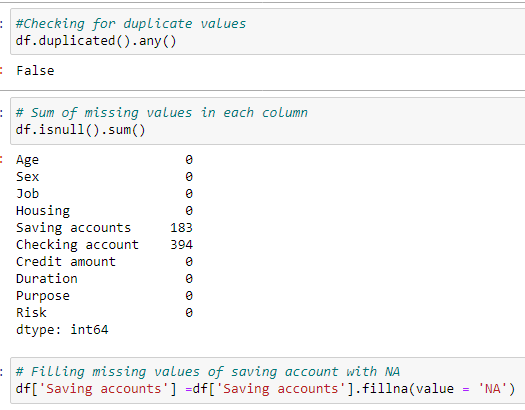 #Checking for duplicate values
df.duplicated().any()
False
# Sum of missing values in each column
df.isnull().sum()
Age 0
Sex 0
Job 0
Housing 0
Saving accounts 183
Checking account 394
Credit amount 0
Duration 0
Purpose 0
Risk 0
dtype: int64
# Filling missing values of saving account with NA
df['Saving accounts'] =df['Saving accounts'].fillna(value = 'NA')